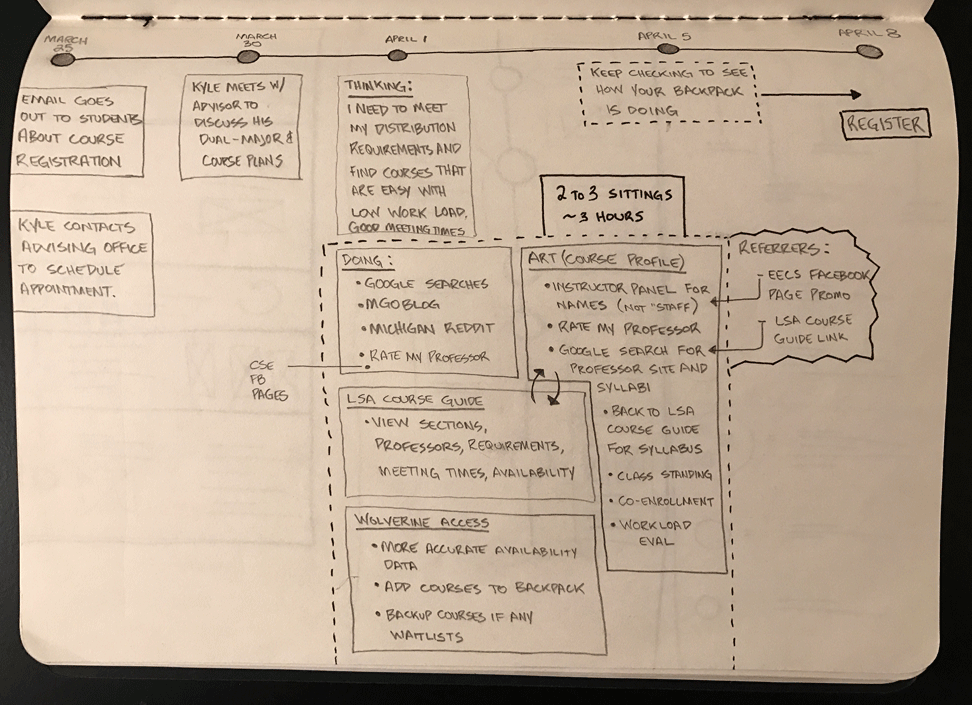 MARCH
25
MARCH
30
APRIL 1
APRIL 5
APRIL 8
EMAIL GOES
OUT TO STUDENTS
ABOUT COURSE
REGISTRATION
KYLE CONTACTS
ADVISING OFFICE
TO SCHEDULE
APPOINTMENT.
KYLE MEETS W/
ADVISOR TO
DISCUSS HIS
DUAL-MAJOR &
COURSE PLANS
THINKING:
I NEED TO MEET
MY DISTRIBUTION
REQUIREMENTS AND
FIND COURSES THAT
ARE EASY WITH
LOW WORK LOAD,
GOOD MEETING TIMES
KEEP CHECKING TO SEE
HOW YOUR BACKPACK
IS DOING
REGISTER
2 TO 3 SITTINGS
~3 HOURS
DOING:
• GOOGLE SEARCHES
• MGOBLOG
• MICHIGAN REDDIT
• RATE MY PROFESSOR
•
CSE
FB
PAGES
LSA COURSE GUIDE
• VIEW SECTIONS,
PROFESSORS, REQUIREMENTS,
MEETING TIMES, AVAILABILITY
WOLVERINE ACCESS
• MORE ACCURATE AVAILABILITY
DATA
• ADD COURSES TO BACKPACK
• BACKUP COURSES IF ANY
WAITLISTS
ART (COURSE PROFILE)
• INSTRUCTOR PANEL FOR
NAMES (NOT "STAFF")
• RATE MY PROFESSOR
• GOOGLE SEARCH FOR
PROFESSOR SITE AND
SYLLABI
• BACK TO LSA
COURSE GUIDE
FOR SYLLABUS
• CLASS STANDING
• CO-ENROLLMENT
• WORKLOAD
EVAL
REFERRERS:
EECS FACEBOOK
PAGE PROMO
LSA COURSE
GUIDE LINK